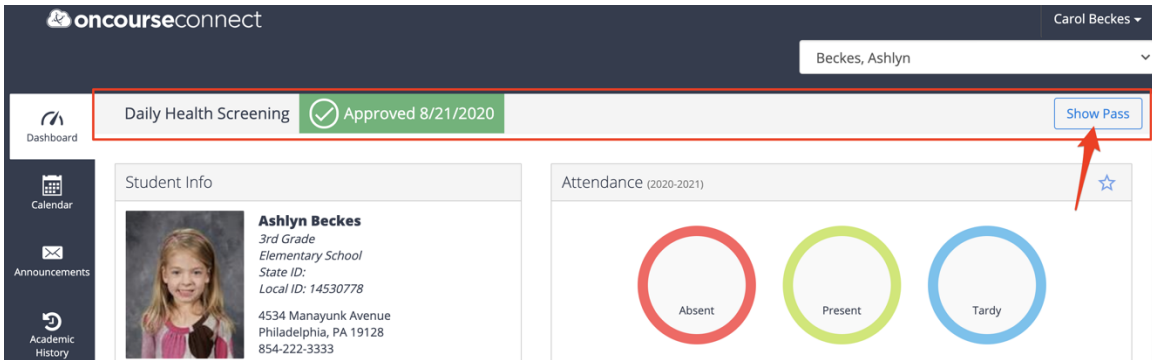 oncourseconnect
Carol Beckes
Beckes, Ashlyn
Daily Health Screening
Approved 8/21/2020
Show Pass
Dashboard
Calendar
Announcements
Academic
History
Student Info
Ashlyn Beckes
3rd Grade
Elementary School
State ID:
Local ID: 14530778
4534 Manayunk Avenue
Philadelphia, PA 19128
854-222-3333
Attendance (2020-2021)
Absent
Present
Tardy